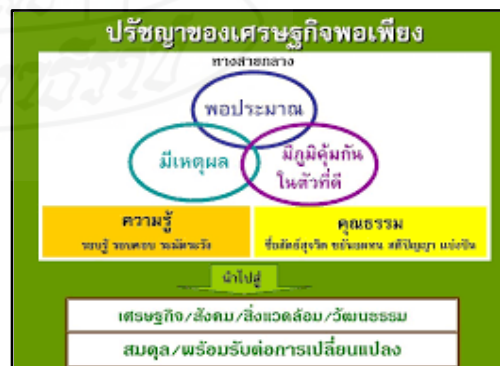 ปรัชญาของเศรษฐกิจพอเพียง
ทางสายกลาง
พอประมาณ
มีเหตุผล
มีภูมิคุ้มกัน
ในตัวที่ดี
ความรู้
รอบรู้ รอบคอบ ระมัดระวัง
คุณธรรม
ซื่อสัตย์สุจริต ขยันอดทน สติปัญญา แบ่งปัน
นำไปสู่
เศรษฐกิจ/สังคม/สิ่งแวดล้อม/วัฒนธรรม
สมดุล/พร้อมรับต่อการเปลี่ยนแปลง